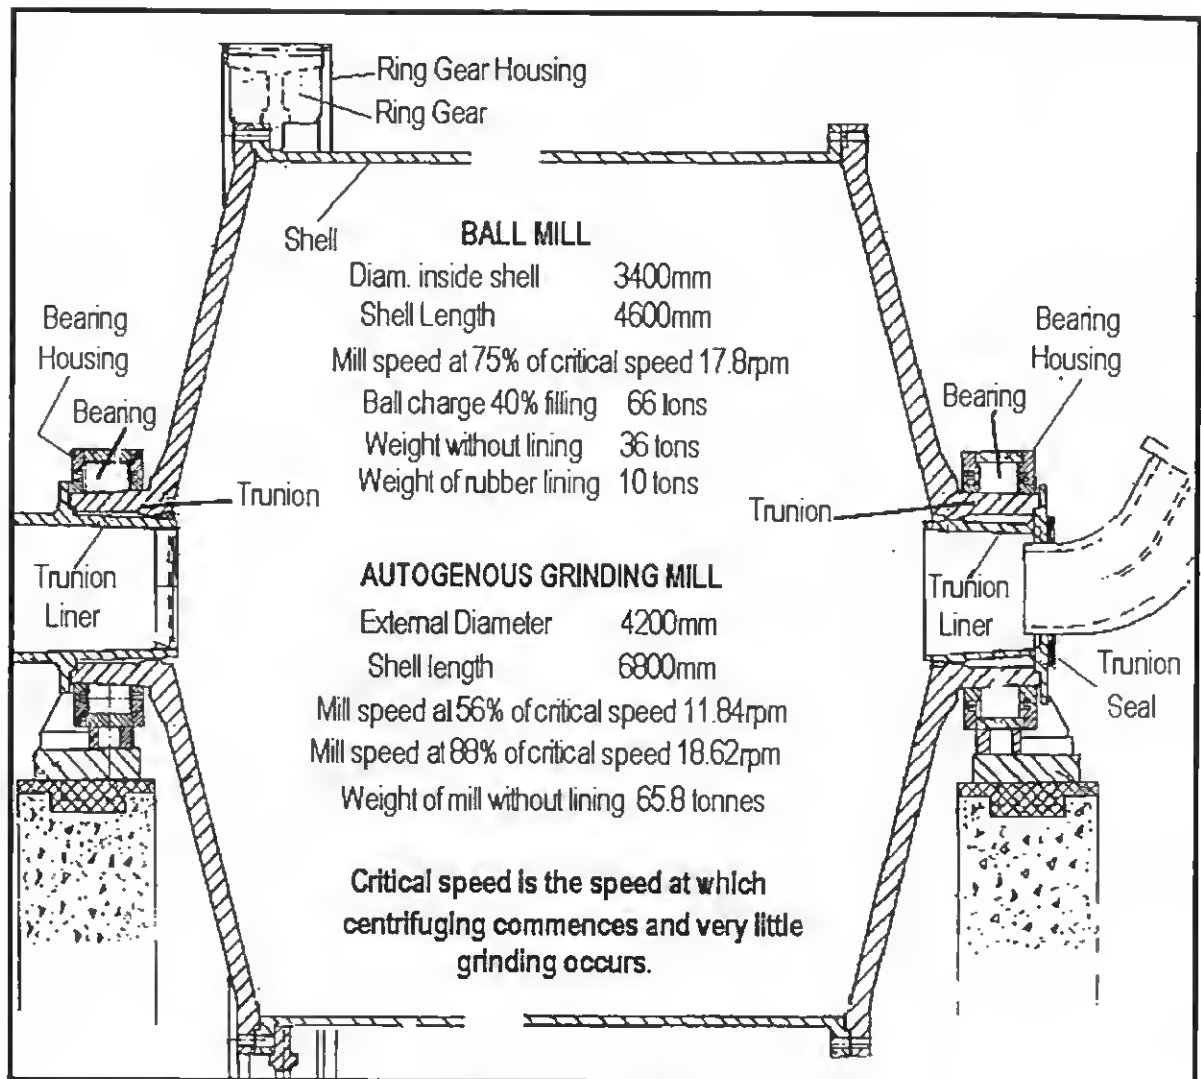 Ring Gear Housing
Ring Gear
Shell
BALL MILL
Diam. inside shell 3400mm
Shell Length 4600mm
Mill speed at 75% of critical speed 17.8rpm
Ball charge 40% filling 66 tons
Weight without lining 36 tons
Weight of rubber lining 10 tons
Bearing
Housing
Bearing
Trunion
Trunion
Liner
Bearing
Housing
Bearing
Trunion
Trunion
Liner
Trunion
Seal
AUTOGENOUS GRINDING MILL
External Diameter 4200mm
Shell length 6800mm
Mill speed at 56% of critical speed 11.84rpm
Mill speed at 88% of critical speed 18.62rpm
Weight of mill without lining 65.8 tonnes
Critical speed is the speed at which
centrifuging commences and very little
grinding occurs.